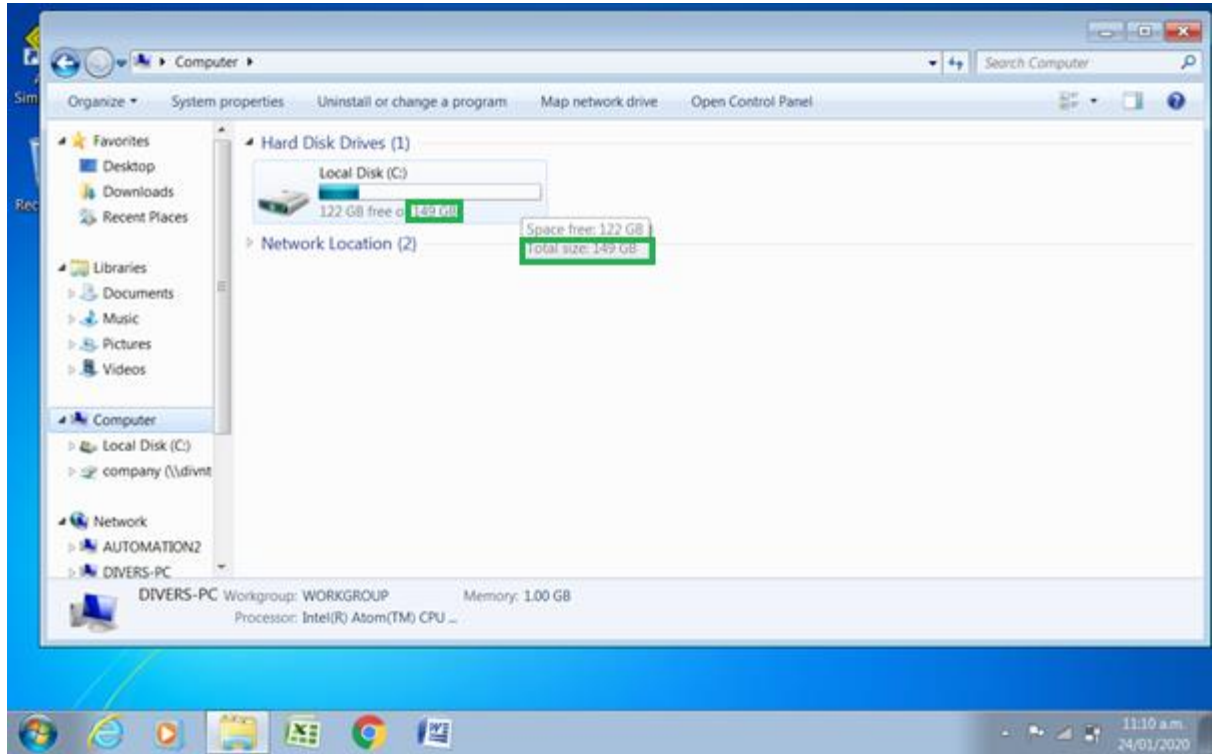 Computer
Search Computer
Organize
System properties
Uninstall or change a program
Map network drive
Open Control Panel
Sim
Rec
Favorites
Desktop
Downloads
Recent Places
Libraries
Documents
Music
Pictures
Videos
Computer
Local Disk (C:)
company (\\divnt
Network
AUTOMATION2
DIVERS-PC
Hard Disk Drives (1)
Local Disk (C:)
122 GB free o 149 GB
Space free: 122 GB
Total size: 149 GB
Network Location (2)
DIVERS-PC Workgroup: WORKGROUP Memory: 1.00 GB
Processor: Intel(R) Atom(TM) CPU ...
11:10 a.m.
24/01/2020